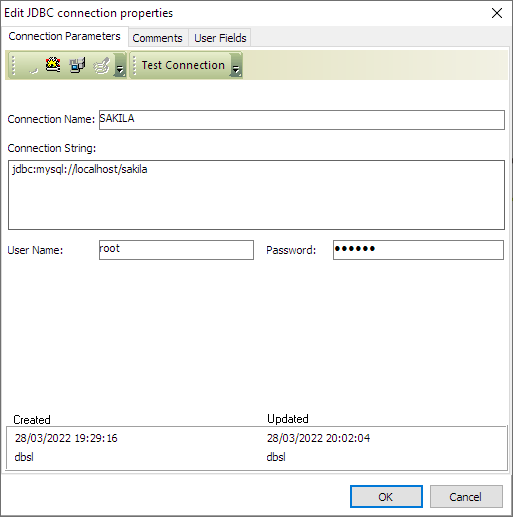 Edit JDBC connection properties
Connection Parameters Comments User Fields
Test Connection
Connection Name: SAKILA
Connection String:
jdbc:mysql://localhost/sakila
User Name: root Password: ●●●●●●
Created Updated
28/03/2022 19:29:16 28/03/2022 20:02:04
dbsl dbsl
OK Cancel